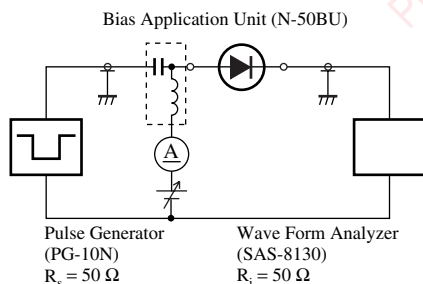 Bias Application Unit (N-50BU)
A
Pulse Generator
(PG-10N)
Rs = 50 Ω
Wave Form Analyzer
(SAS-8130)
Ri = 50 Ω